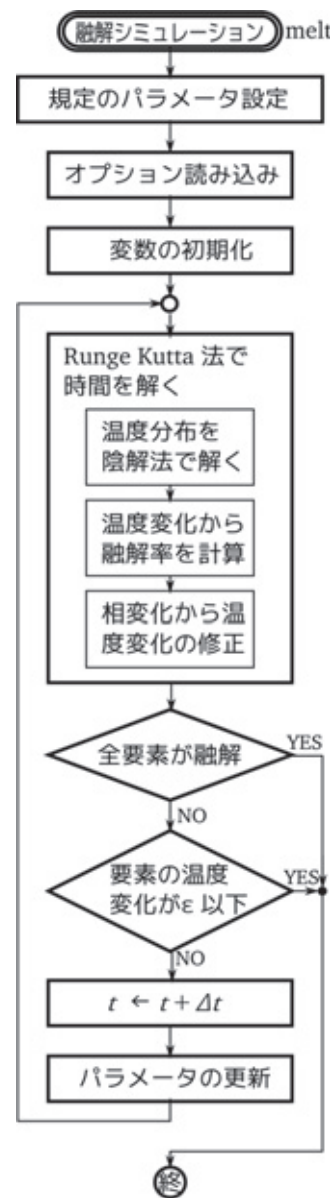 融解シミュレーション melt
規定のパラメータ設定
オプション読み込み
変数の初期化
Runge Kutta 法で
時間を解く
温度分布を
陰解法で解く
温度変化から
融解率を計算
相変化から温
度変化の修正
全要素が融解
YES
NO
要素の温度
変化がε 以下
YES
NO
t ← t + Δt
パラメータの更新
終